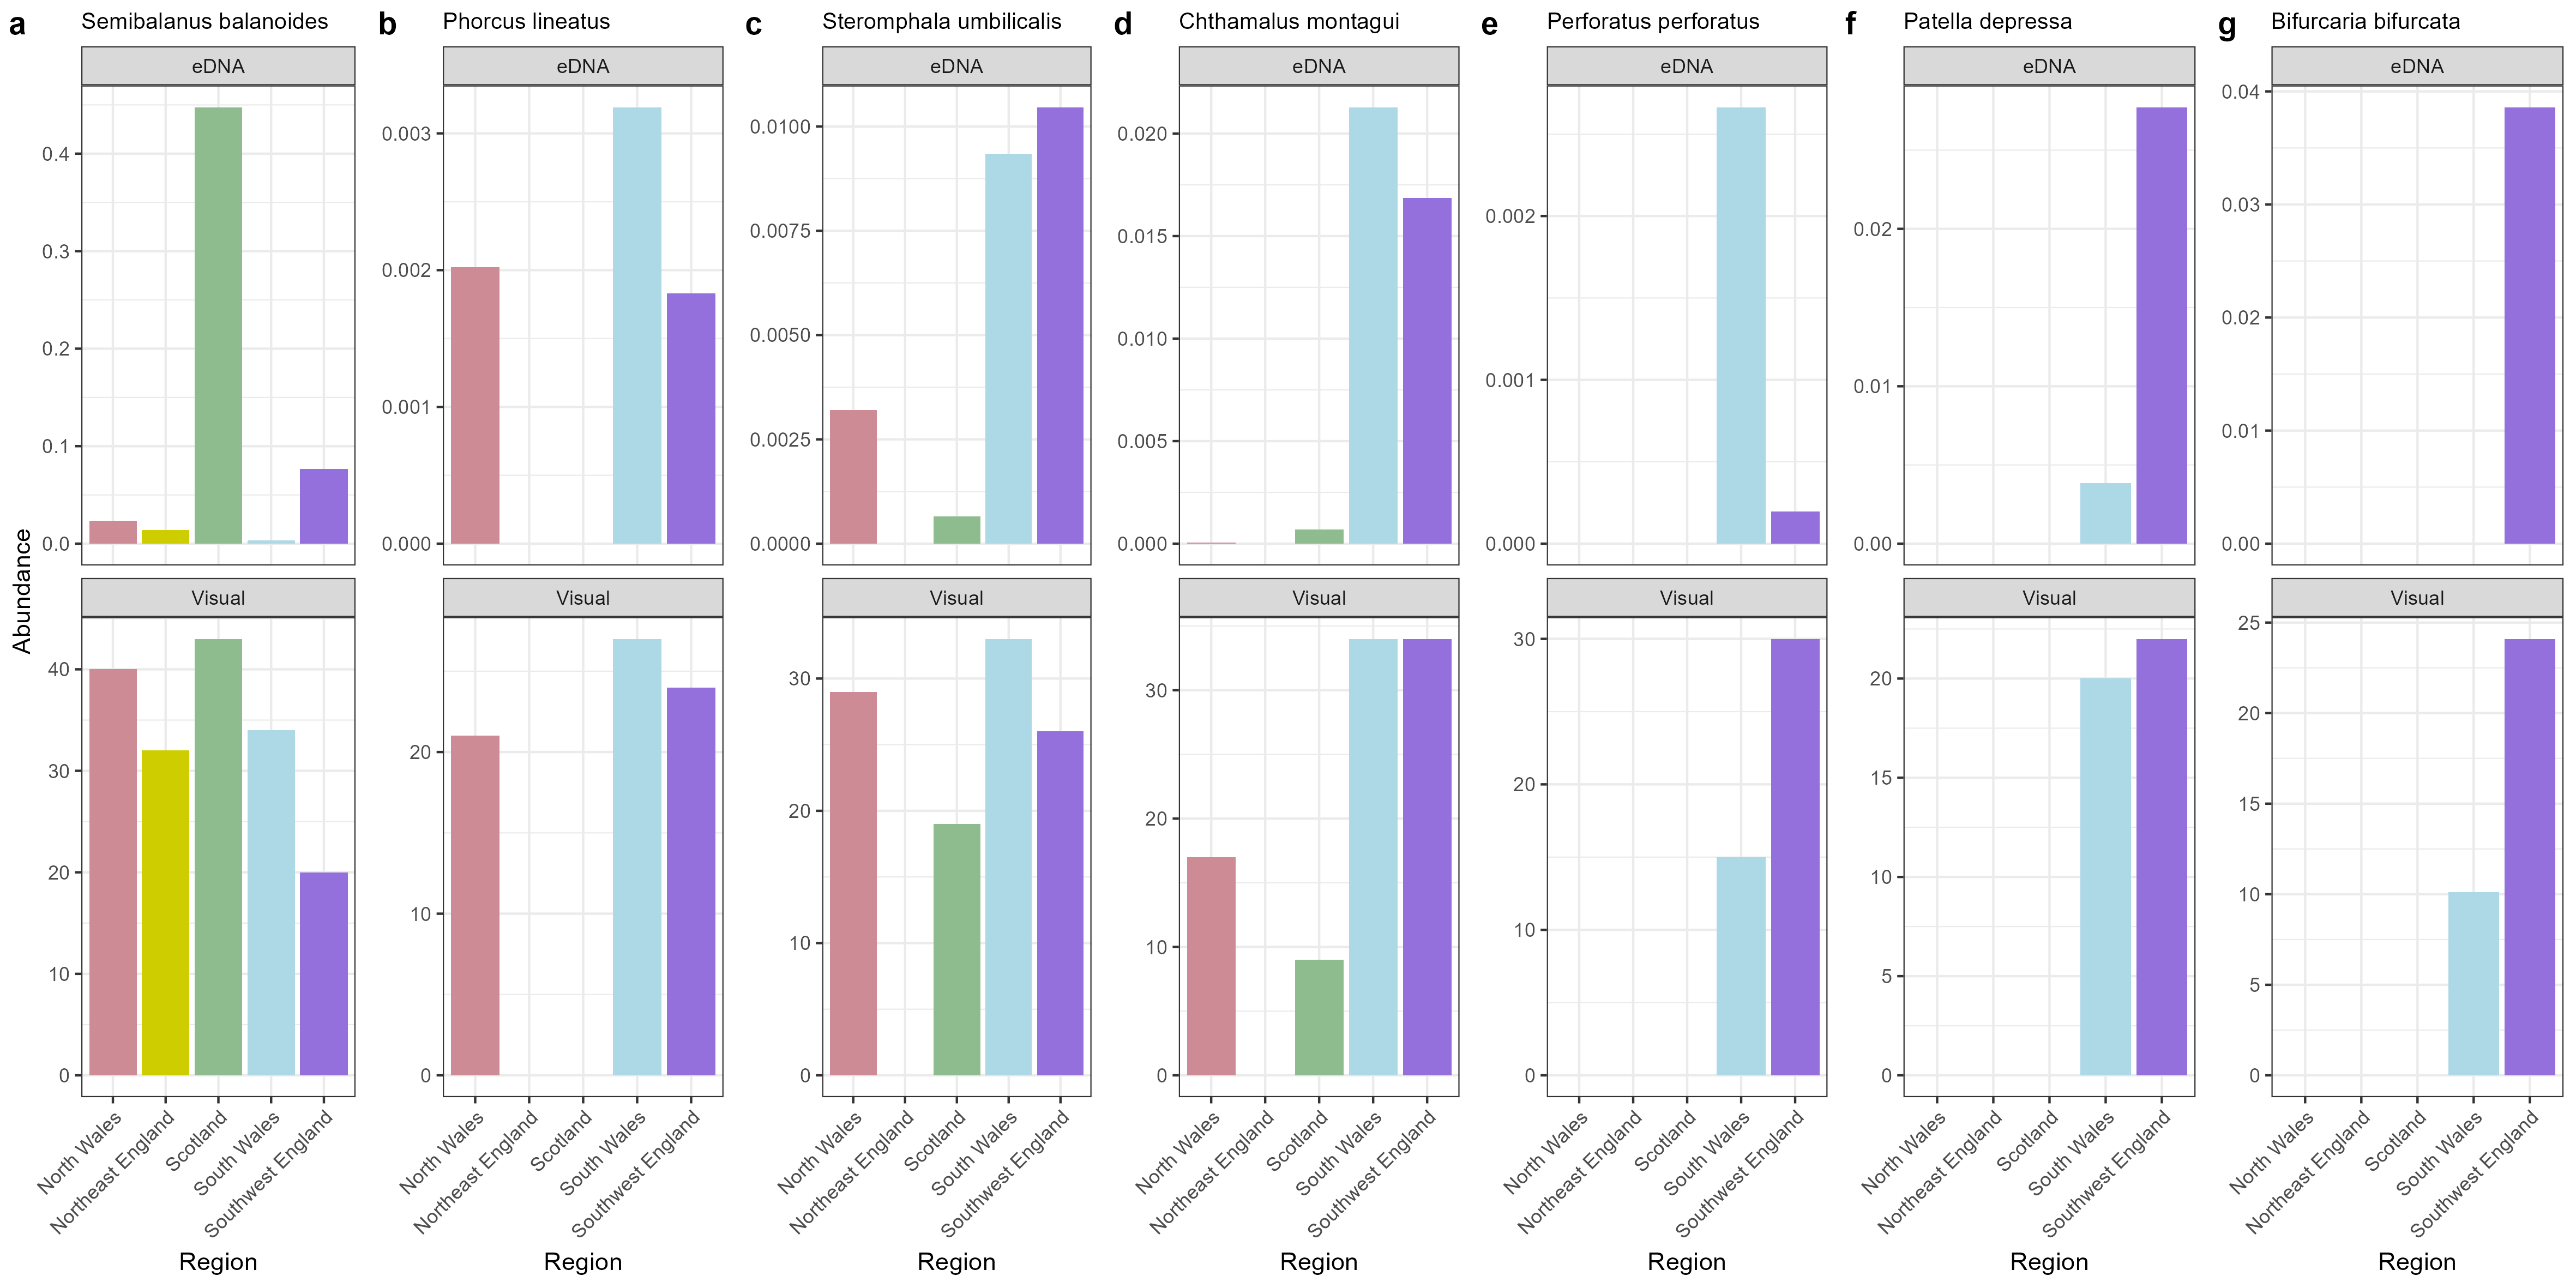 a Semibalanus balanoides
b Phorcus lineatus
c Steromphala umbilicalis
d Chthamalus montagui
e Perforatus perforatus
f Patella depressa
g Bifurcaria bifurcata
eDNA eDNA eDNA eDNA eDNA eDNA eDNA
0.4
0.3
0.2
0.1
0.0
0.003
0.002
0.001
0.000
0.0100
0.0075
0.0050
0.0025
0.0000
0.020
0.015
0.010
0.005
0.000
0.002
0.001
0.000
0.02
0.01
0.00
0.04
0.03
0.02
0.01
0.00
Abundance
Visual Visual Visual Visual Visual Visual Visual
40
30
20
10
0
20
10
0
30
20
10
0
30
20
10
0
30
20
10
0
20
15
10
5
0
25
20
15
10
5
0
North Wales
Northeast England
Scotland
South Wales
Southwest England
North Wales
Northeast England
Scotland
South Wales
Southwest England
North Wales
Northeast England
Scotland
South Wales
Southwest England
North Wales
Northeast England
Scotland
South Wales
Southwest England
North Wales
Northeast England
Scotland
South Wales
Southwest England
North Wales
Northeast England
Scotland
South Wales
Southwest England
North Wales
Northeast England
Scotland
South Wales
Southwest England
Region Region Region Region Region Region Region